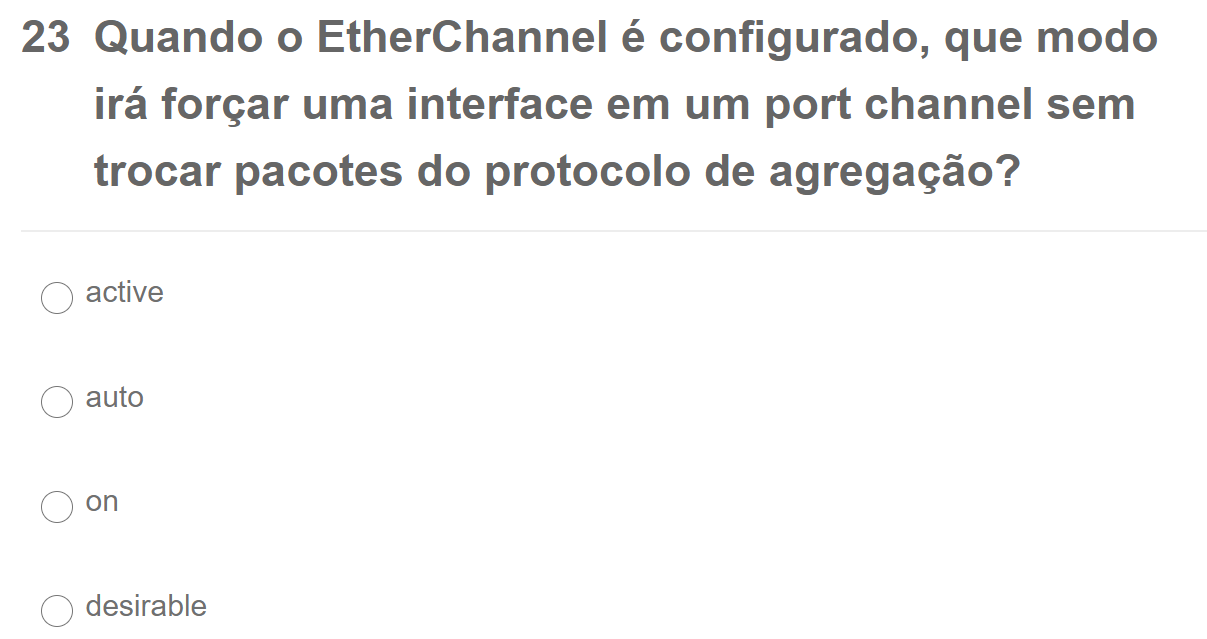 23 Quando o EtherChannel é configurado, que modo
irá forçar uma interface em um port channel sem
trocar pacotes do protocolo de agregação?
active
auto
on
desirable